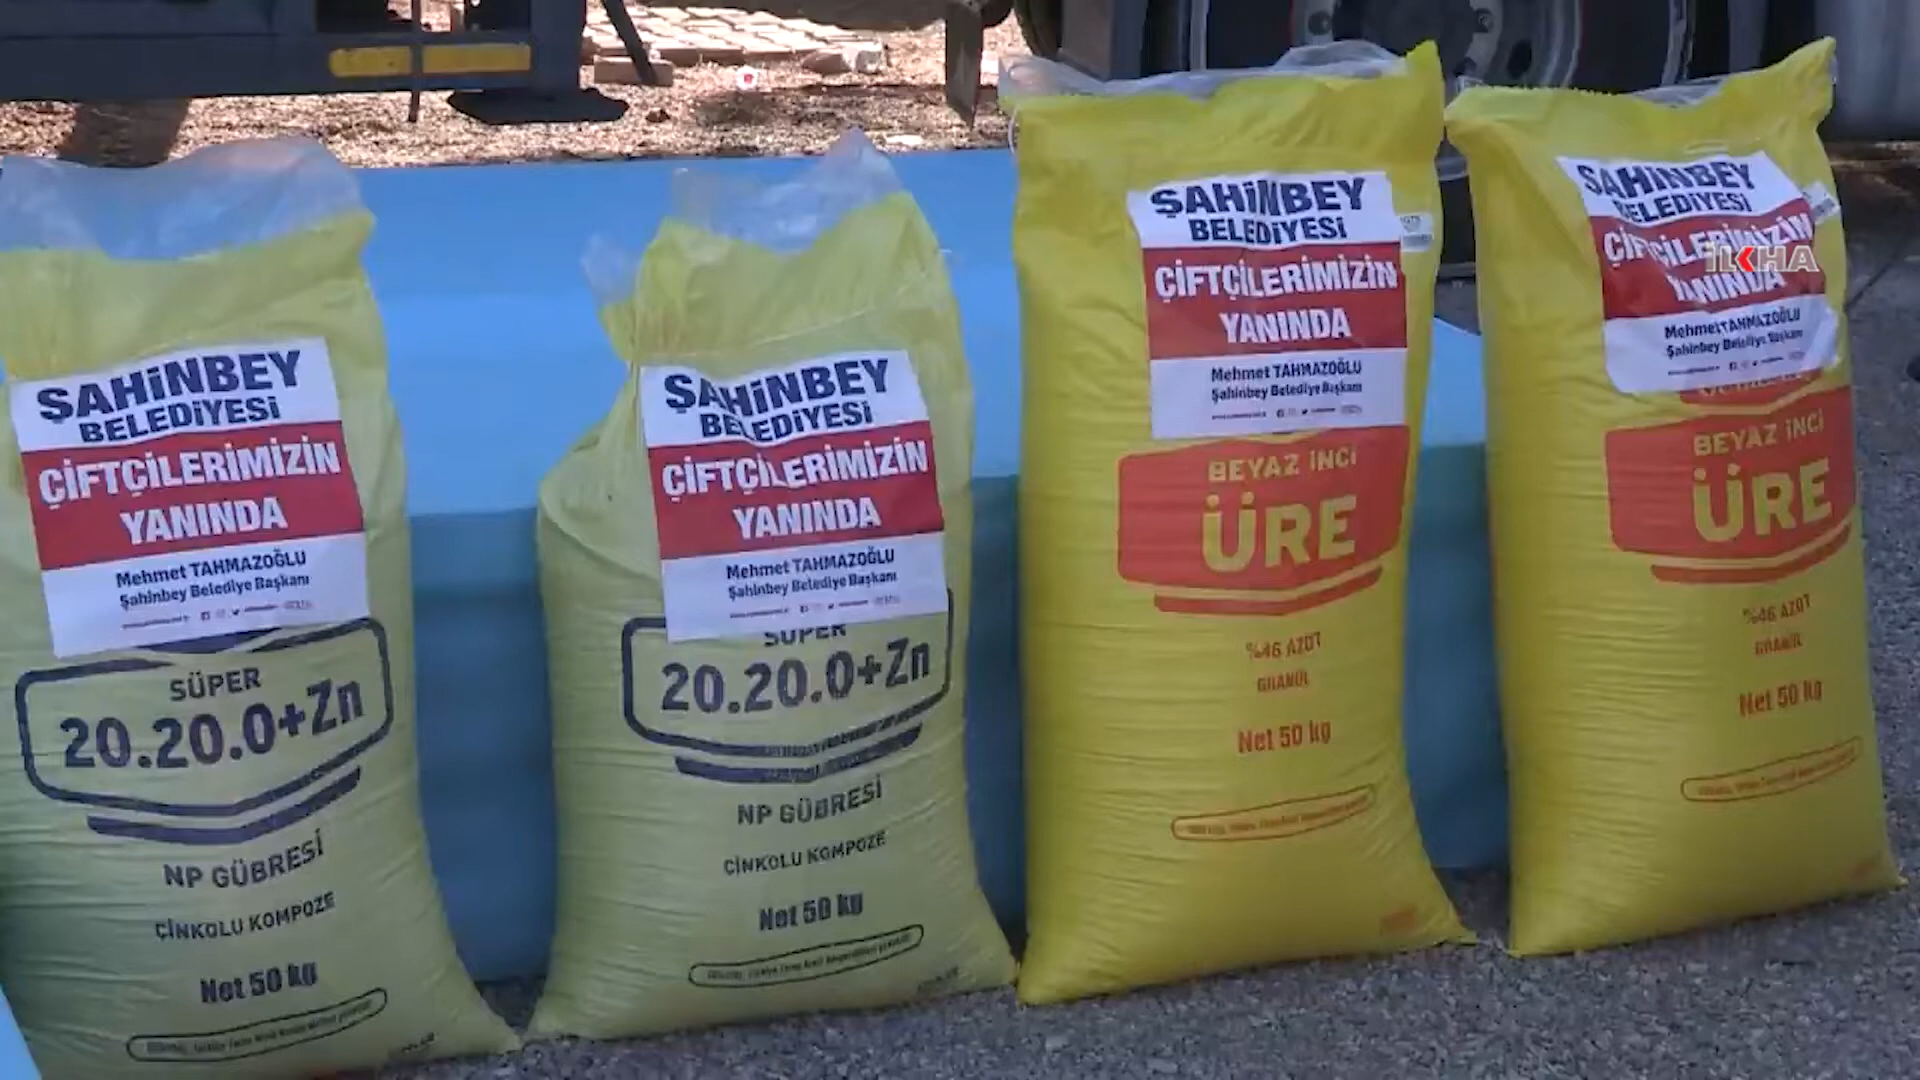 ŞAHİNBEY
BELEDİYESİ
ÇİFTÇİLERİMİZİN
YANINDA
Mehmet TAHMAZOĞLU
Şahinbey Belediye Başkanı
SÜPER
20.20.0+Zn
NP GÜBRESİ
ÇİNKOLU KOMPOZE
Net 50 kg
ŞAHİNBEY
BELEDİYESİ
ÇİFTÇİLERİMİZİN
YANINDA
Mehmet TAHMAZOĞLU
Şahinbey Belediye Başkanı
SÜPER
20.20.0+Zn
NP GÜBRESİ
ÇİNKOLU KOMPOZE
Net 50 kg
ŞAHİNBEY
BELEDİYESİ
ÇİFTÇİLERİMİZİN
YANINDA
Mehmet TAHMAZOĞLU
Şahinbey Belediye Başkanı
BEYAZ İNCİ
ÜRE
%46 AZOT
GRANÜL
Net 50 kg
ŞAHİNBEY
BELEDİYESİ
ÇİFTÇİLERİMİZİN
YANINDA
Mehmet TAHMAZOĞLU
Şahinbey Belediye Başkanı
BEYAZ İNCİ
ÜRE
%46 AZOT
GRANÜL
Net 50 kg
İLKHA